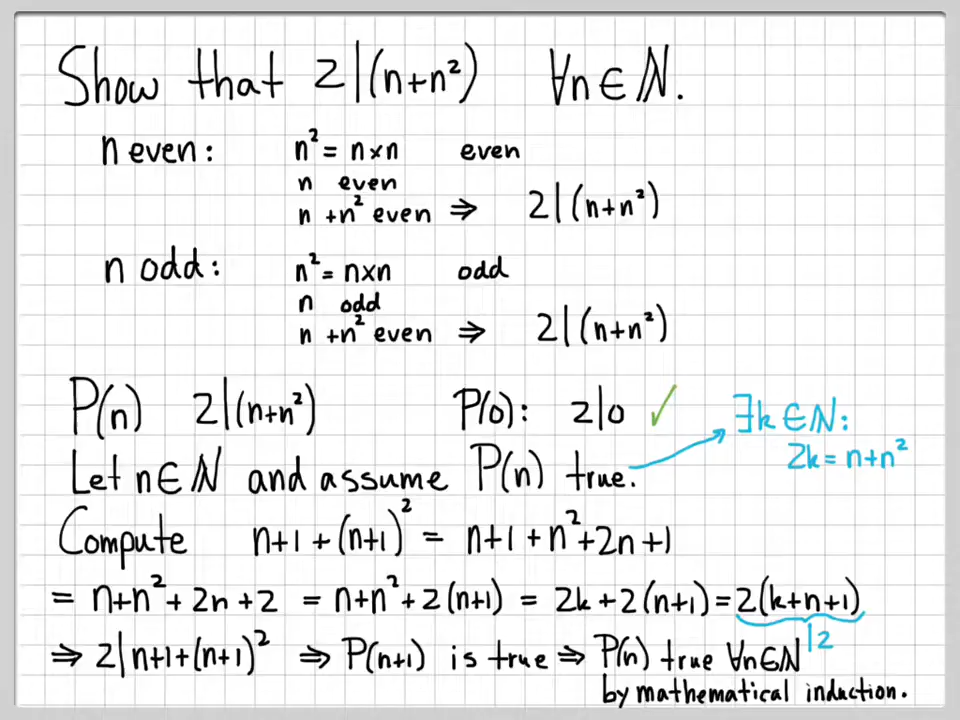 Show that 2|(n+n²) ∀n∈ℕ.
n even: n² = n×n even
n even
n +n² even ⇒ 2|(n+n²)
n odd: n² = n×n odd
n odd
n +n² even ⇒ 2|(n+n²)
P(n) 2|(n+n²) P(0): 2|0 ✓ ∃k∈ℕ:
2k = n+n²
Let n∈ℕ and assume P(n) true.
Compute n+1+(n+1)² = n+1+n²+2n+1
= n+n²+2n+2 = n+n²+2(n+1) = 2k+2(n+1) = 2(k+n+1)
|2
⇒ 2|n+1+(n+1)² ⇒ P(n+1) is true ⇒ P(n) true ∀n∈ℕ
by mathematical induction.